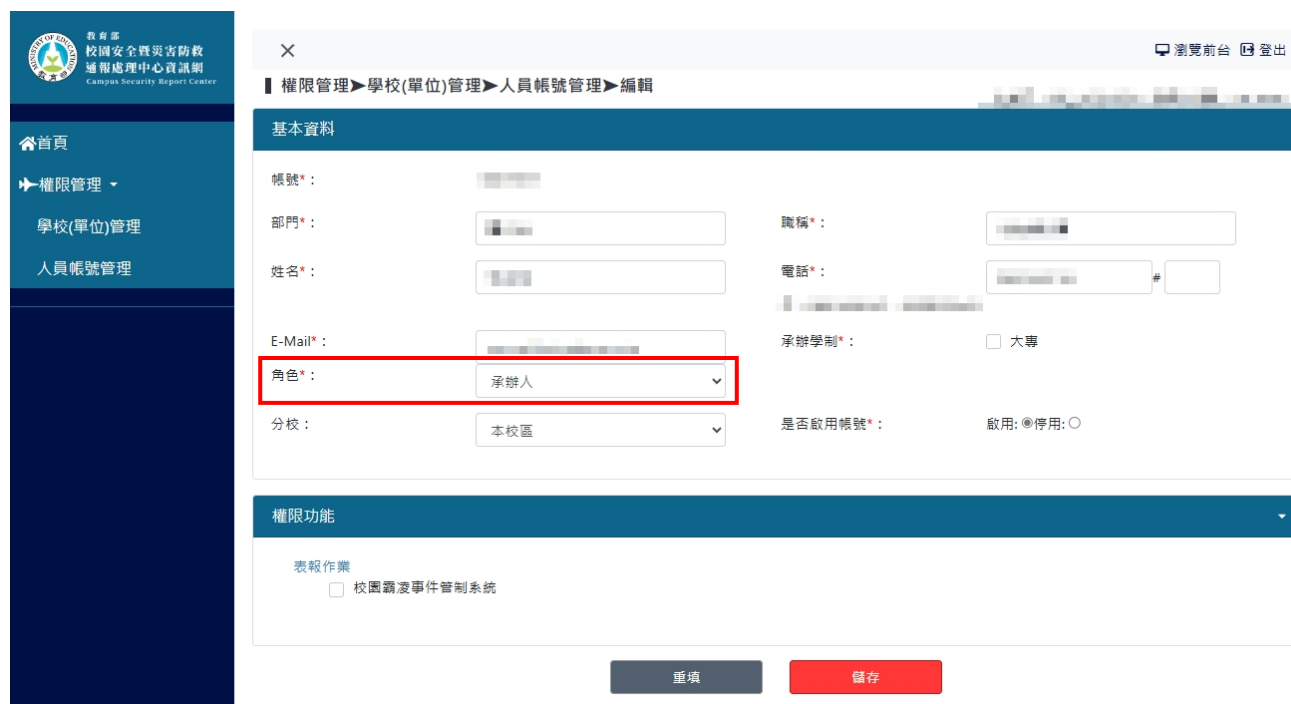 教育部
校園安全暨災害防救
通報處理中心資訊網
Campus Security Report Center
首頁
權限管理
學校(單位)管理
人員帳號管理
瀏覽前台 登出
權限管理➤學校(單位)管理➤人員帳號管理➤編輯
基本資料
帳號*：
部門*： 職稱*：
姓名*： 電話*： #
E-Mail*： 承辦學制*： 大專
角色*： 承辦人
分校： 本校區 是否啟用帳號*： 啟用: 停用:
權限功能
表報作業
校園霸凌事件管制系統
重填 儲存